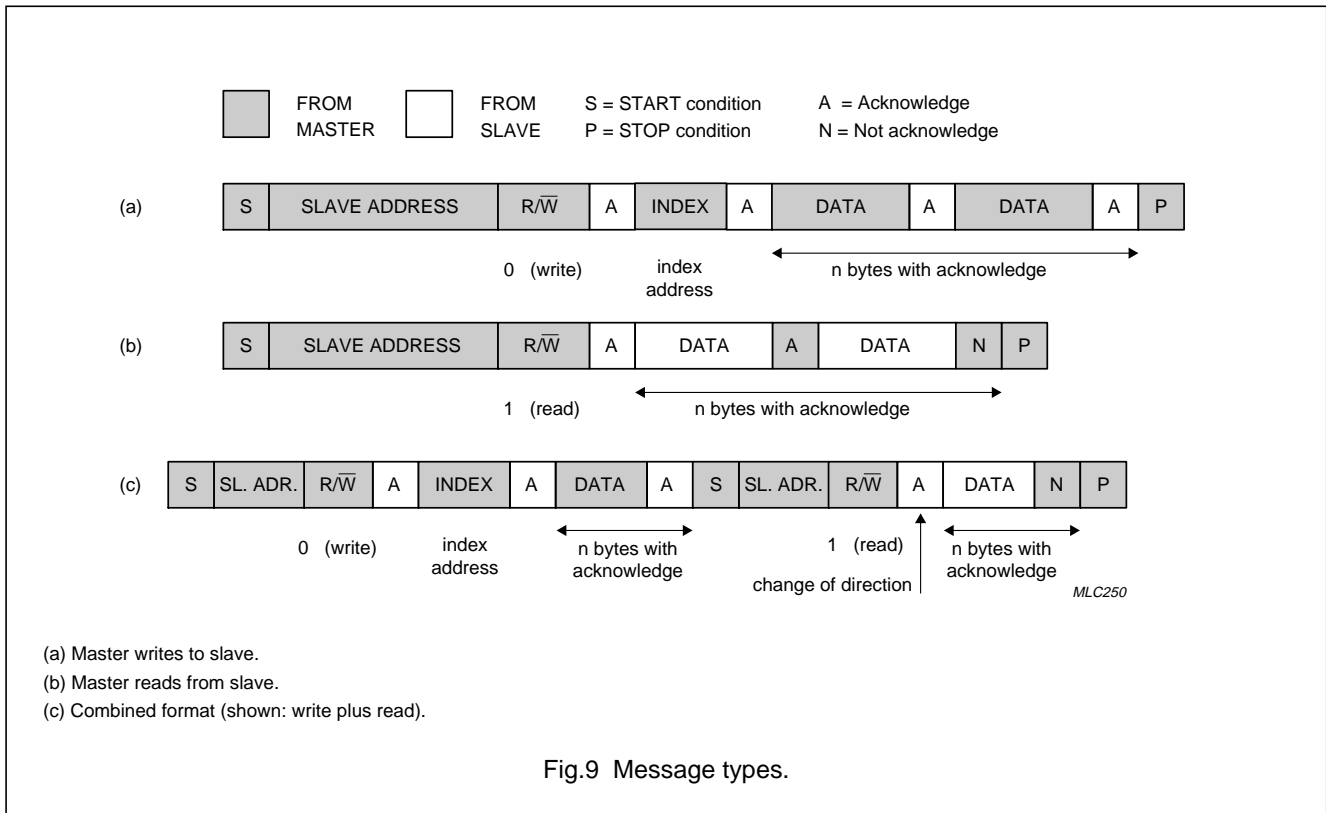 FROM MASTER
FROM SLAVE
S = START condition
P = STOP condition
A = Acknowledge
N = Not acknowledge
(a) S SLAVE ADDRESS R/W̅ A INDEX A DATA A DATA A P
0 (write) index address n bytes with acknowledge
(b) S SLAVE ADDRESS R/W̅ A DATA A DATA N P
1 (read) n bytes with acknowledge
(c) S SL. ADR. R/W̅ A INDEX A DATA A S SL. ADR. R/W̅ A DATA N P
0 (write) index address n bytes with acknowledge 1 (read) n bytes with acknowledge
change of direction
MLC250
(a) Master writes to slave.
(b) Master reads from slave.
(c) Combined format (shown: write plus read).
Fig.9 Message types.